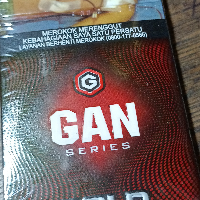 MEROKOK MERENGGUT
KEBAHAGIAAN SAYA SATU PERSATU
LAYANAN BERHENTI MEROKOK (0800-177-6565)
G
GAN
SERIES